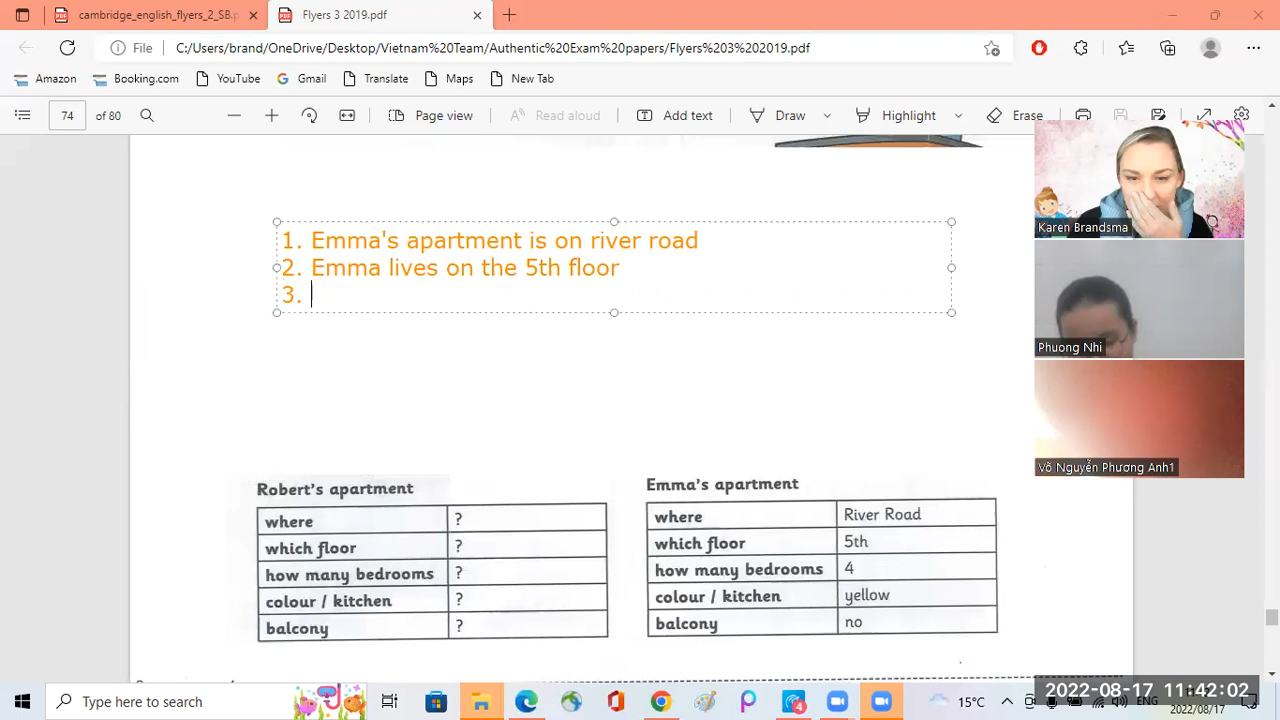 cambridge_english_flyers_2_SB.p
Flyers 3 2019.pdf
File
C:/Users/brand/OneDrive/Desktop/Vietnam%20Team/Authentic%20Exam%20papers/Flyers%203%202019.pdf
Amazon
Booking.com
YouTube
Gmail
Translate
Maps
New Tab
74 of 80
Page view
Read aloud
Add text
Draw
Highlight
Erase
Karen Brandsma
Phuong Nhi
Võ Nguyễn Phương Anh1
1. Emma's apartment is on river road
2. Emma lives on the 5th floor
3.
Robert's apartment
where ?
which floor ?
how many bedrooms ?
colour / kitchen ?
balcony ?
Emma's apartment
where River Road
which floor 5th
how many bedrooms 4
colour / kitchen yellow
balcony no
Type here to search
4
15°C
2022-08-17 11:42:02
2022/08/17